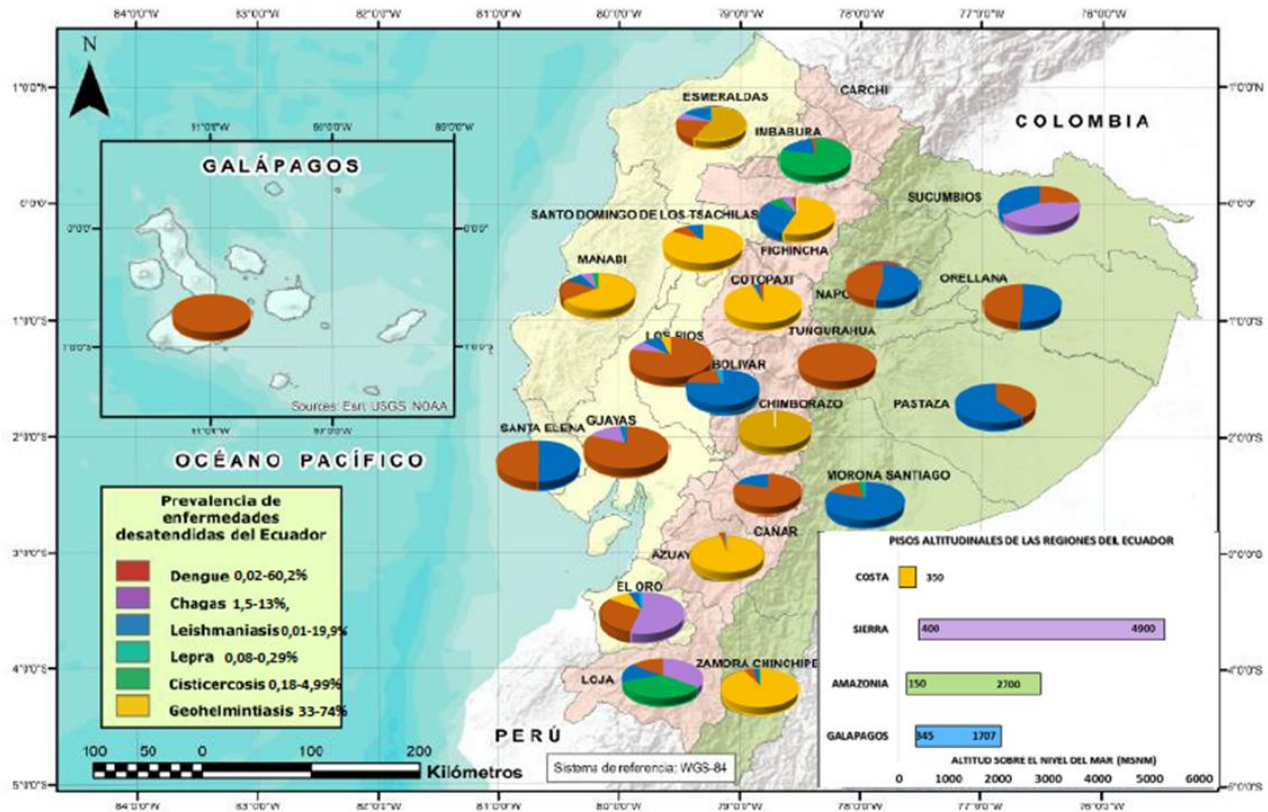 84°0'0"W 83°0'0"W 82°0'0"W 81°0'0"W 80°0'0"W 79°0'0"W 78°0'0"W 77°0'0"W 76°0'0"W
N
1°0'0"N
0°0'0"
1°0'0"S
2°0'0"S
3°0'0"S
4°0'0"S
5°0'0"S
91°0'0"W 90°0'0"W 89°0'0"W
GALÁPAGOS
0°0'0"
1°0'0"S
Sources: Esri, USGS, NOAA
91°0'0"W 90°0'0"W
OCÉANO PACÍFICO
COLOMBIA
PERÚ
CARCHI
ESMERALDAS
IMBABURA
SUCUMBIOS
SANTO DOMINGO DE LOS TSACHILAS
FICHINCHA
MANABI
COTOPAXI
NAPO
ORELLANA
TUNGURAHUA
LOS RIOS
BOLIVAR
CHIMBORAZO
PASTAZA
GUAYAS
SANTA ELENA
MORONA SANTIAGO
CAÑAR
AZUAY
EL ORO
LOJA
ZAMORA CHINCHIPE
Prevalencia de
enfermedades
desatendidas del Ecuador
Dengue 0,02-60,2%
Chagas 1,5-13%,
Leishmaniasis 0,01-19,9%
Lepra 0,08-0,29%
Cisticercosis 0,18-4,99%
Geohelmintiasis 33-74%
100 50 0 100 200
Kilómetros
Sistema de referencia: WGS-84
PISOS ALTITUDINALES DE LAS REGIONES DEL ECUADOR
COSTA 350
SIERRA 400 4900
AMAZONIA 150 2700
GALAPAGOS 345 1707
ALTITUD SOBRE EL NIVEL DEL MAR (MSNM)
0 1000 2000 3000 4000 5000 6000
84°0'0"W 83°0'0"W 82°0'0"W 81°0'0"W 80°0'0"W 79°0'0"W 78°0'0"W 77°0'0"W 76°0'0"W